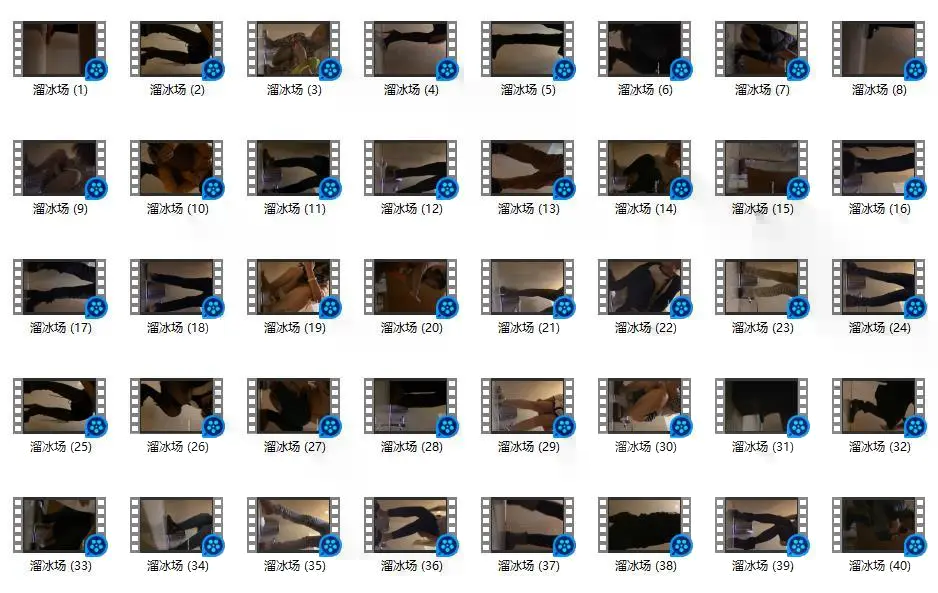 溜冰场 (1) 溜冰场 (2) 溜冰场 (3) 溜冰场 (4) 溜冰场 (5) 溜冰场 (6) 溜冰场 (7) 溜冰场 (8)
溜冰场 (9) 溜冰场 (10) 溜冰场 (11) 溜冰场 (12) 溜冰场 (13) 溜冰场 (14) 溜冰场 (15) 溜冰场 (16)
溜冰场 (17) 溜冰场 (18) 溜冰场 (19) 溜冰场 (20) 溜冰场 (21) 溜冰场 (22) 溜冰场 (23) 溜冰场 (24)
溜冰场 (25) 溜冰场 (26) 溜冰场 (27) 溜冰场 (28) 溜冰场 (29) 溜冰场 (30) 溜冰场 (31) 溜冰场 (32)
溜冰场 (33) 溜冰场 (34) 溜冰场 (35) 溜冰场 (36) 溜冰场 (37) 溜冰场 (38) 溜冰场 (39) 溜冰场 (40)